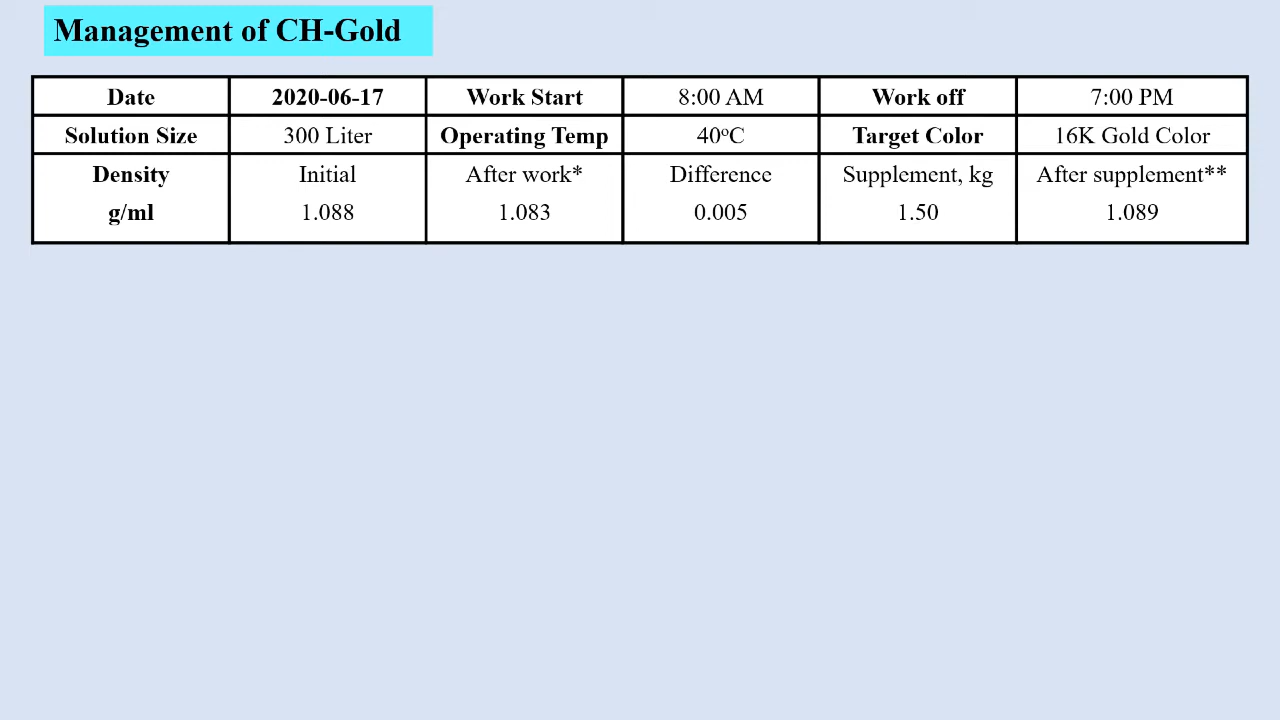 Management of CH-Gold
Date 2020-06-17 Work Start 8:00 AM Work off 7:00 PM
Solution Size 300 Liter Operating Temp 40ºC Target Color 16K Gold Color
Density Initial After work* Difference Supplement, kg After supplement**
g/ml 1.088 1.083 0.005 1.50 1.089